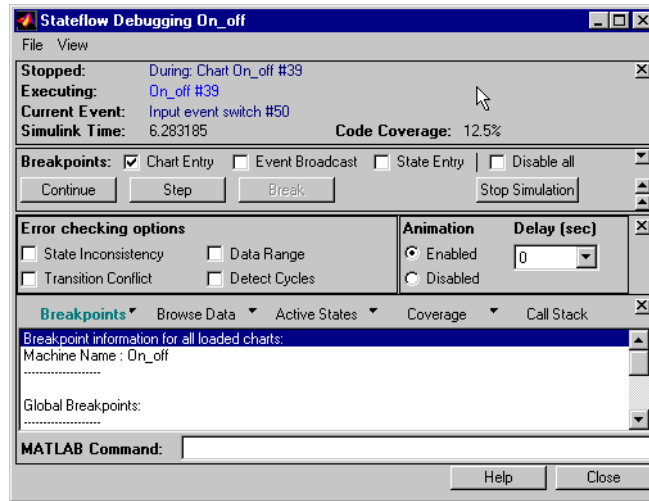 Stateflow Debugging On_off
File View
Stopped: During: Chart On_off #39
Executing: On_off #39
Current Event: Input event switch #50
Simulink Time: 6.283185 Code Coverage: 12.5%
Breakpoints: Chart Entry Event Broadcast State Entry Disable all
Continue Step Break Stop Simulation
Error checking options Animation Delay (sec)
State Inconsistency Data Range Enabled 0
Transition Conflict Detect Cycles Disabled
Breakpoints Browse Data Active States Coverage Call Stack
Breakpoint information for all loaded charts:
Machine Name : On_off
--------------------
Global Breakpoints:
--------------------
MATLAB Command:
Help Close